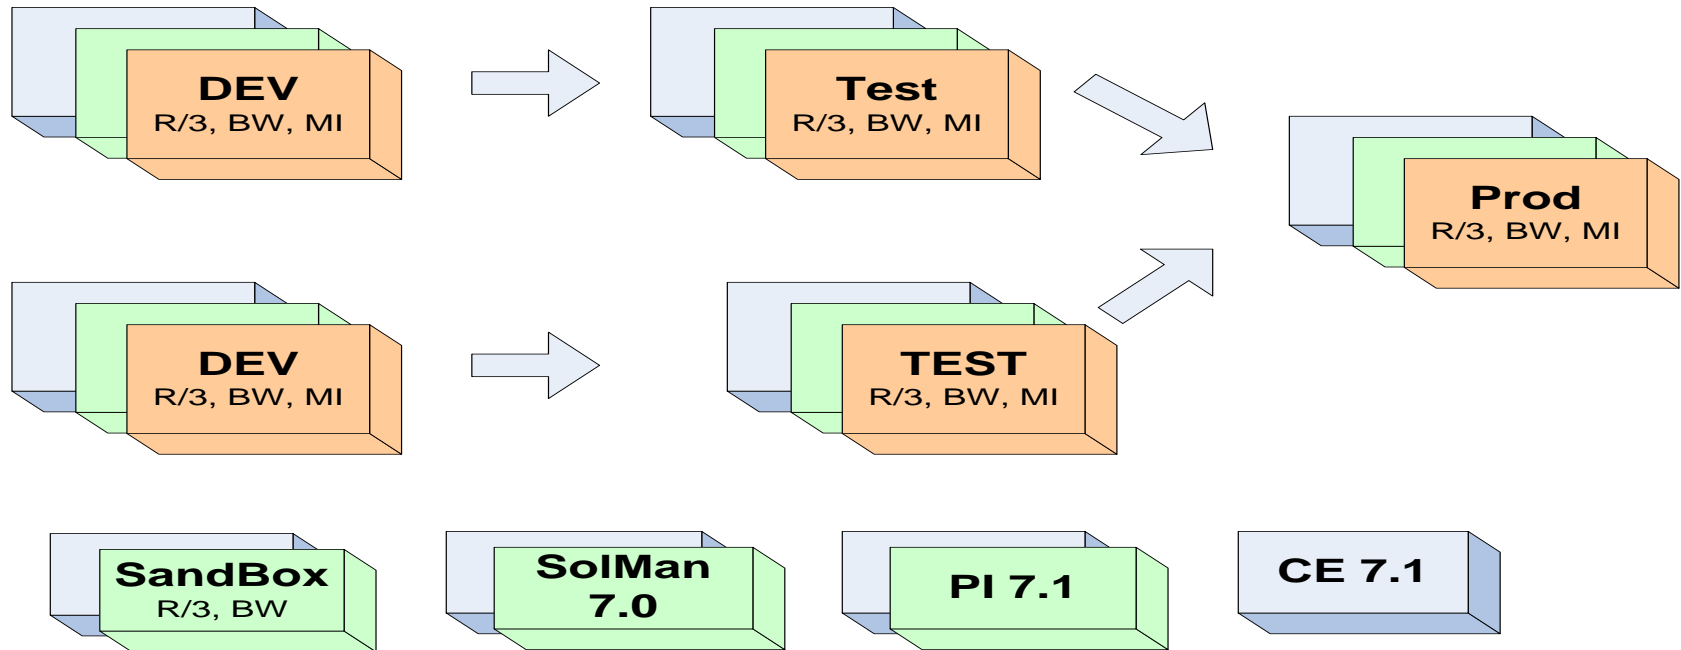 DEV
R/3, BW, MI
Test
R/3, BW, MI
Prod
R/3, BW, MI
DEV
R/3, BW, MI
TEST
R/3, BW, MI
SandBox
R/3, BW
SolMan
7.0
PI 7.1
CE 7.1